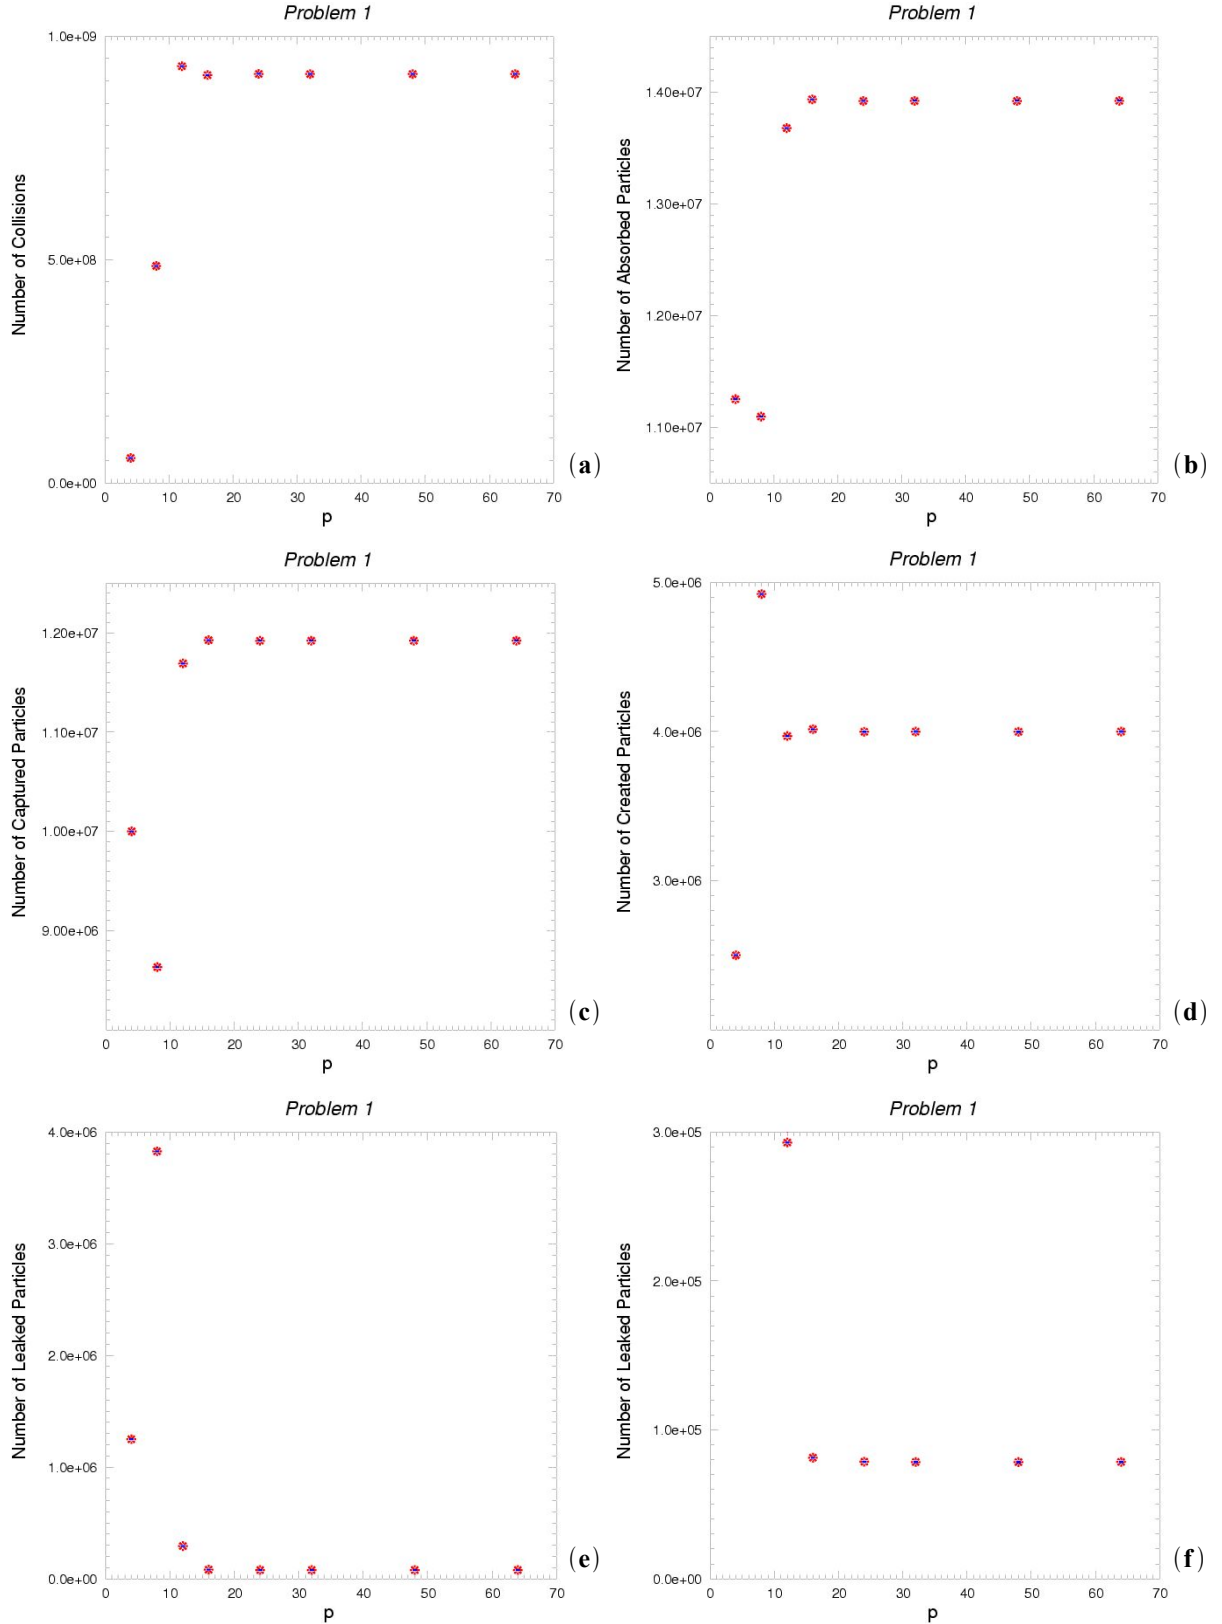 Problem 1
1.0e+09
5.0e+08
0.0e+00
Number of Collisions
0 10 20 30 40 50 60 70
p
(a)
Problem 1
1.40e+07
1.30e+07
1.20e+07
1.10e+07
Number of Absorbed Particles
0 10 20 30 40 50 60 70
p
(b)
Problem 1
1.20e+07
1.10e+07
1.00e+07
9.00e+06
Number of Captured Particles
0 10 20 30 40 50 60 70
p
(c)
Problem 1
5.0e+06
4.0e+06
3.0e+06
Number of Created Particles
0 10 20 30 40 50 60 70
p
(d)
Problem 1
4.0e+06
3.0e+06
2.0e+06
1.0e+06
0.0e+00
Number of Leaked Particles
0 10 20 30 40 50 60 70
p
(e)
Problem 1
3.0e+05
2.0e+05
1.0e+05
0.0e+00
Number of Leaked Particles
0 10 20 30 40 50 60 70
p
(f)